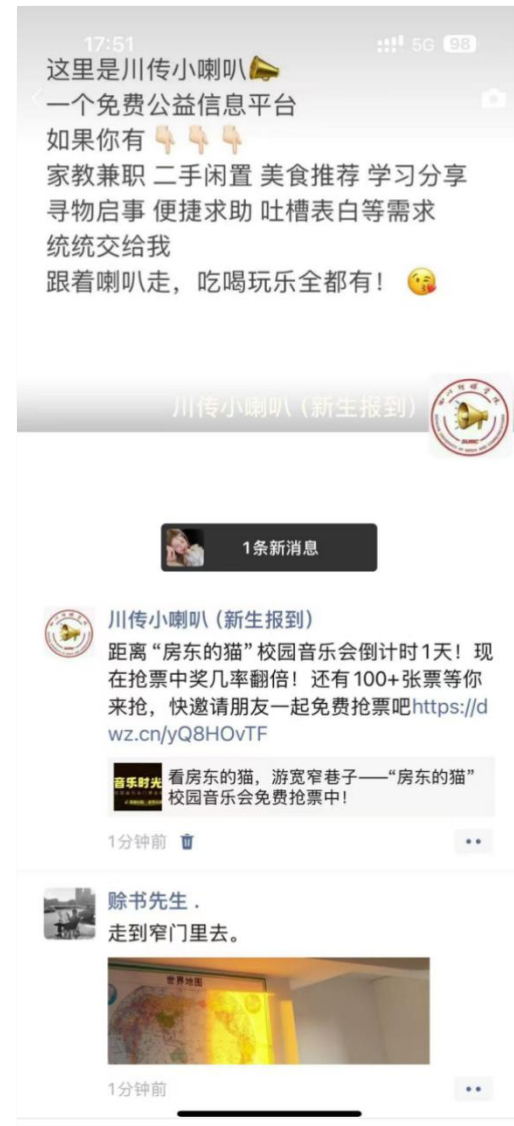 17:51
5G 98
这里是川传小喇叭📣
一个免费公益信息平台
如果你有👇🏻👇🏻👇🏻
家教兼职 二手闲置 美食推荐 学习分享
寻物启事 便捷求助 吐槽表白等需求
统统交给我
跟着喇叭走，吃喝玩乐全都有！😘
川传小喇叭（新生报到）
1条新消息
川传小喇叭（新生报到）
距离“房东的猫”校园音乐会倒计时1天！现
在抢票中奖几率翻倍！还有100+张票等你
来抢，快邀请朋友一起免费抢票吧https://d
wz.cn/yQ8HOvTF
音乐时光
看房东的猫，游宽窄巷子——“房东的猫”
校园音乐会免费抢票中！
1分钟前
赊书先生 .
走到窄门里去。
世界地图
1分钟前